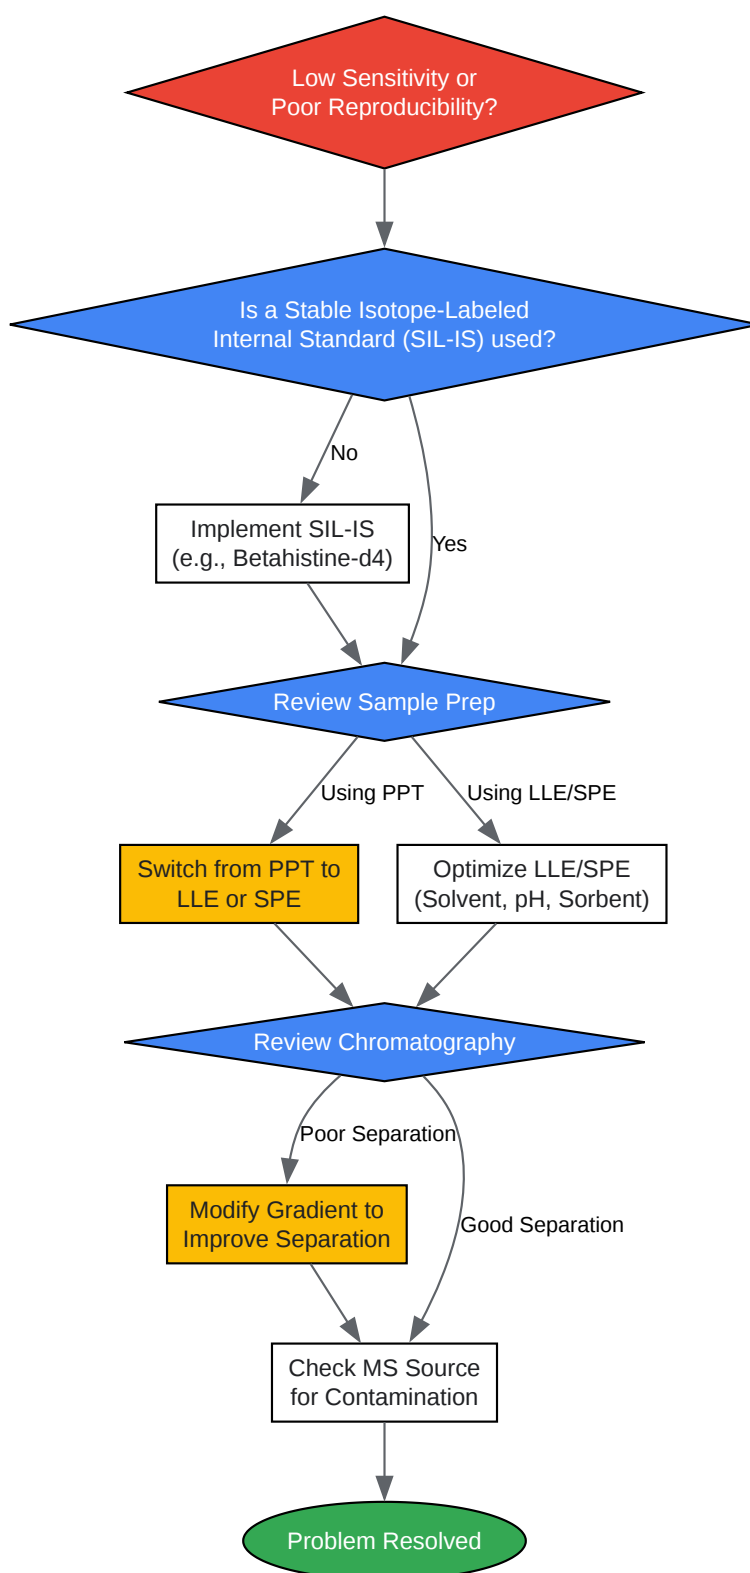 Low Sensitivity or
Poor Reproducibility?
Is a Stable Isotope-Labeled
Internal Standard (SIL-IS) used?
No
Implement SIL-IS
(e.g., Betahistine-d4)
Yes
Review Sample Prep
Using PPT
Using LLE/SPE
Switch from PPT to
LLE or SPE
Optimize LLE/SPE
(Solvent, pH, Sorbent)
Review Chromatography
Poor Separation
Modify Gradient to
Improve Separation
Good Separation
Check MS Source
for Contamination
Problem Resolved